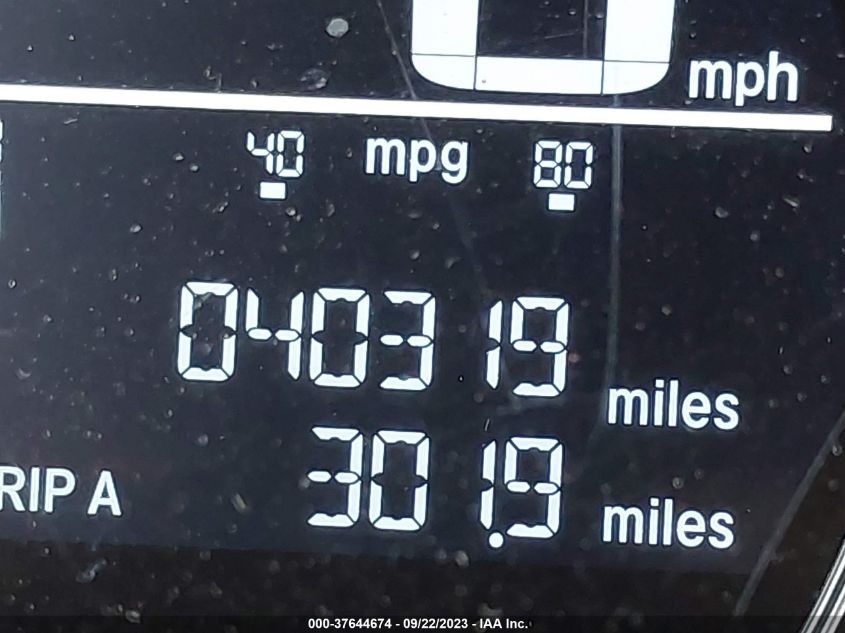 mph
40 mpg 80
040319 miles
RIP A 301.9 miles
000-37644674 - 09/22/2023 - IAA Inc.